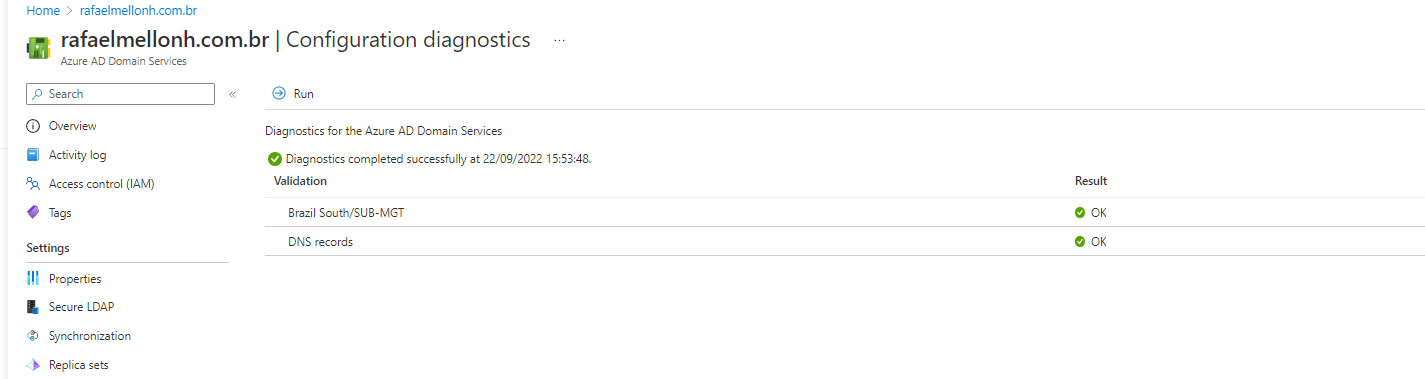 Home > rafaelmellonh.com.br
rafaelmellonh.com.br | Configuration diagnostics ...
Azure AD Domain Services
Search «
Overview
Activity log
Access control (IAM)
Tags
Settings
Properties
Secure LDAP
Synchronization
Replica sets
Run
Diagnostics for the Azure AD Domain Services
Diagnostics completed successfully at 22/09/2022 15:53:48.
Validation Result
Brazil South/SUB-MGT OK
DNS records OK